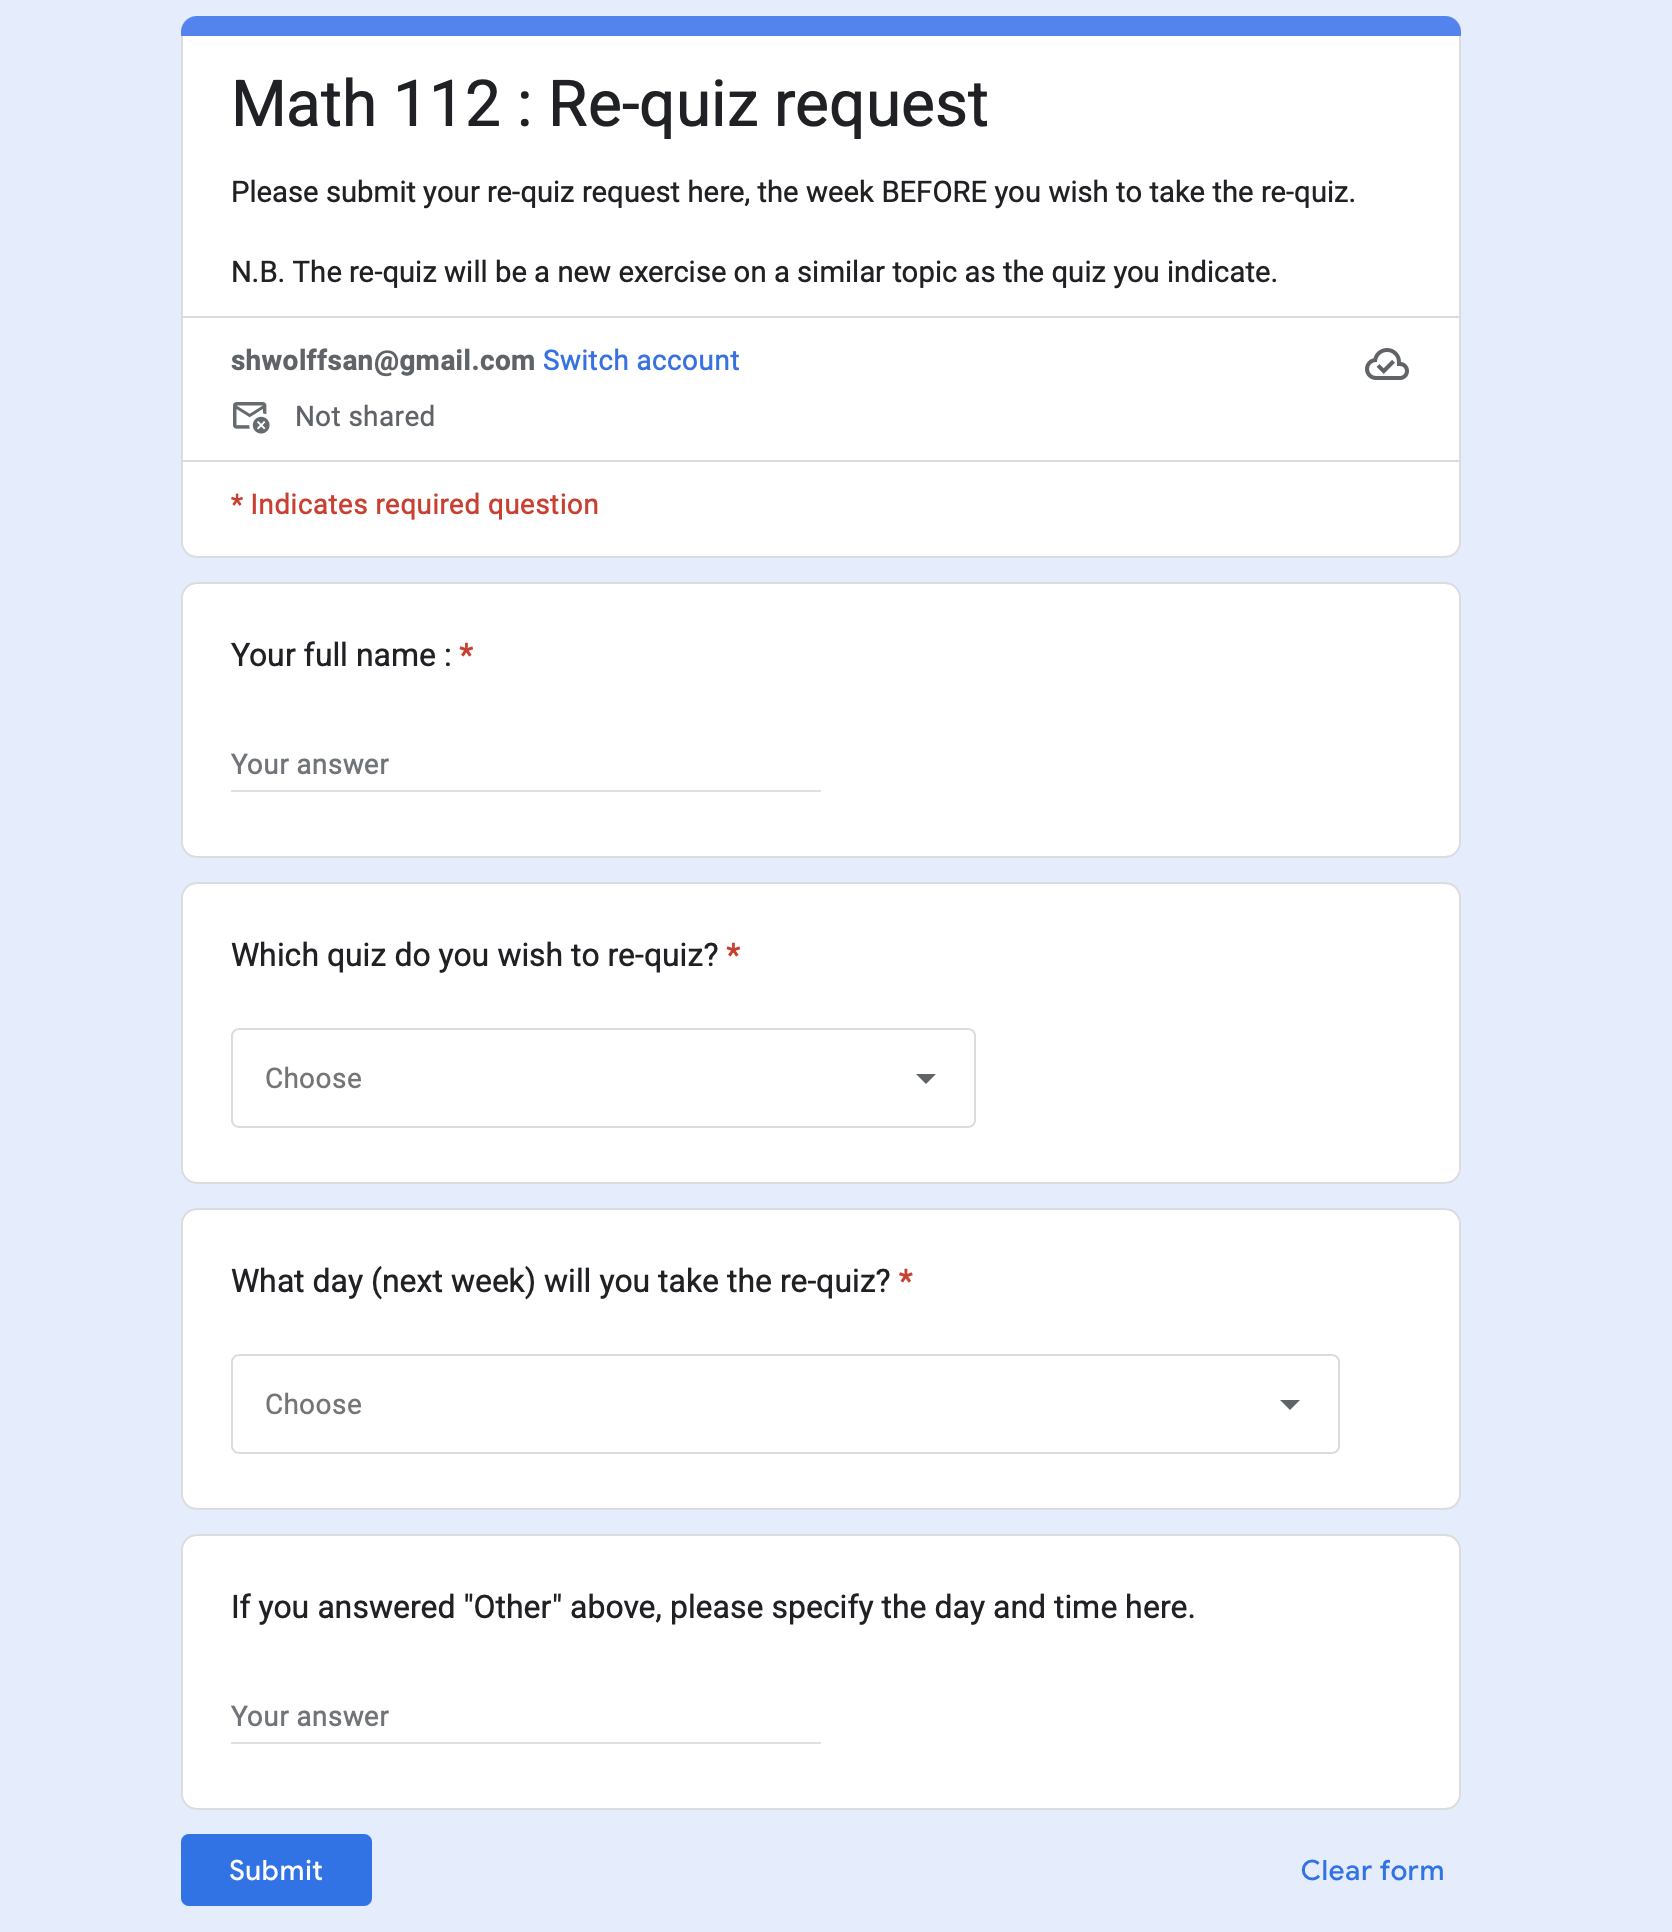 Math 112 : Re-quiz request
Please submit your re-quiz request here, the week BEFORE you wish to take the re-quiz.
N.B. The re-quiz will be a new exercise on a similar topic as the quiz you indicate.
shwolffsan@gmail.com Switch account
Not shared
* Indicates required question
Your full name : *
Your answer
Which quiz do you wish to re-quiz? *
Choose
What day (next week) will you take the re-quiz? *
Choose
If you answered "Other" above, please specify the day and time here.
Your answer
Submit
Clear form